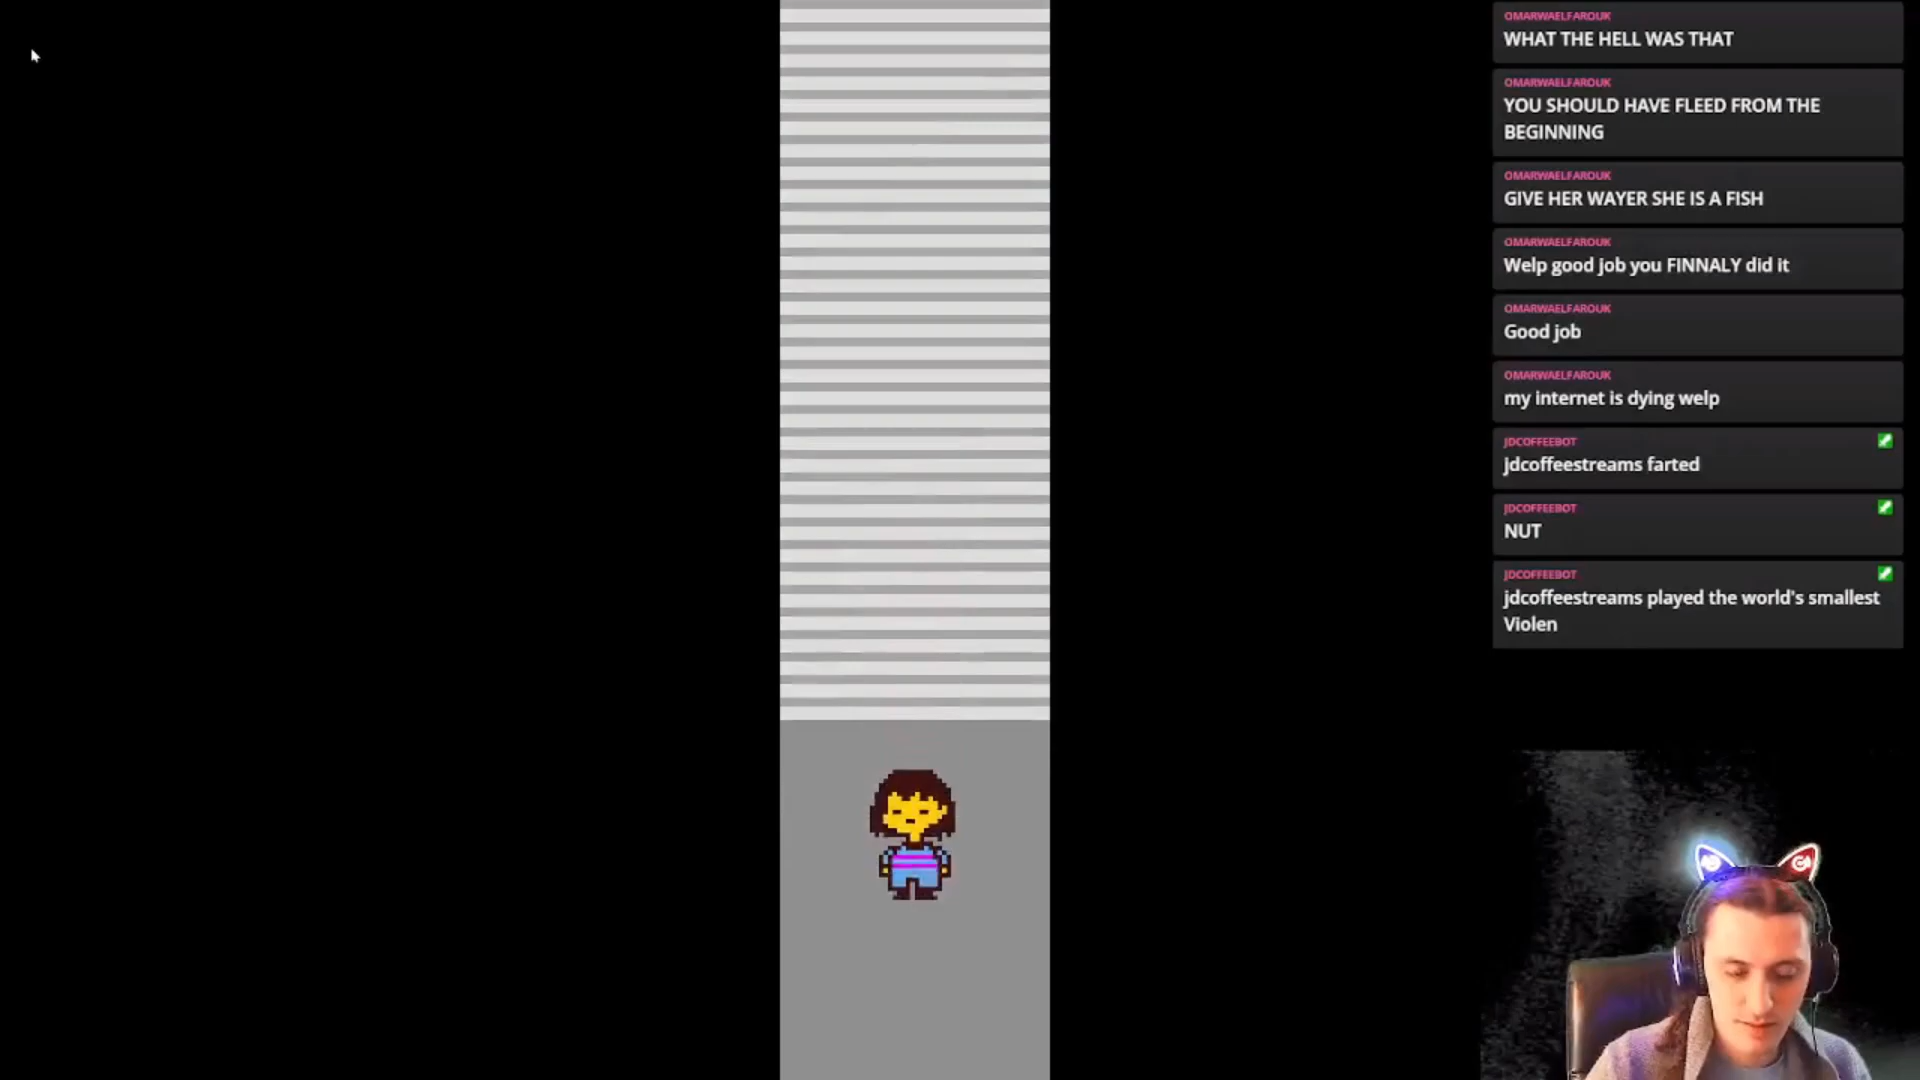 OMARWAELFAROUK
WHAT THE HELL WAS THAT
OMARWAELFAROUK
YOU SHOULD HAVE FLEED FROM THE
BEGINNING
OMARWAELFAROUK
GIVE HER WAYER SHE IS A FISH
OMARWAELFAROUK
Welp good job you FINNALY did it
OMARWAELFAROUK
Good job
OMARWAELFAROUK
my internet is dying welp
JDCOFFEEBOT
jdcoffeestreams farted
JDCOFFEEBOT
NUT
JDCOFFEEBOT
jdcoffeestreams played the world's smallest
Violen